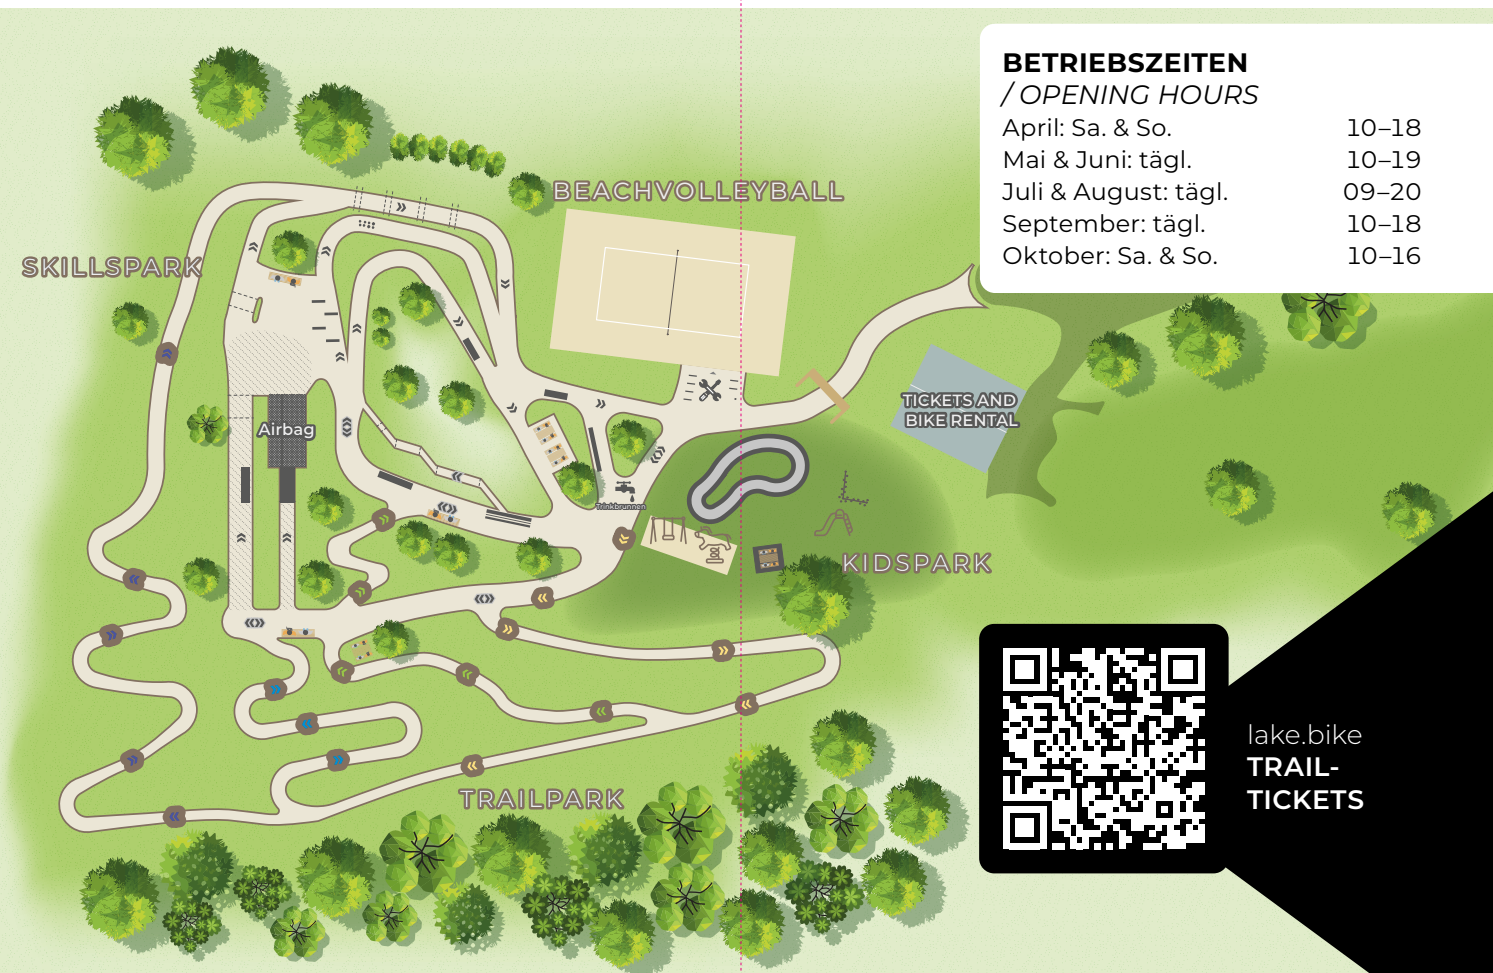 BETRIEBSZEITEN
/ OPENING HOURS
April: Sa. & So. 10–18
Mai & Juni: tägl. 10–19
Juli & August: tägl. 09–20
September: tägl. 10–18
Oktober: Sa. & So. 10–16
BEACHVOLLEYBALL
SKILLSPARK
TICKETS AND
BIKE RENTAL
Airbag
Trinkbrunnen
KIDSPARK
TRAILPARK
lake.bike
TRAIL-
TICKETS